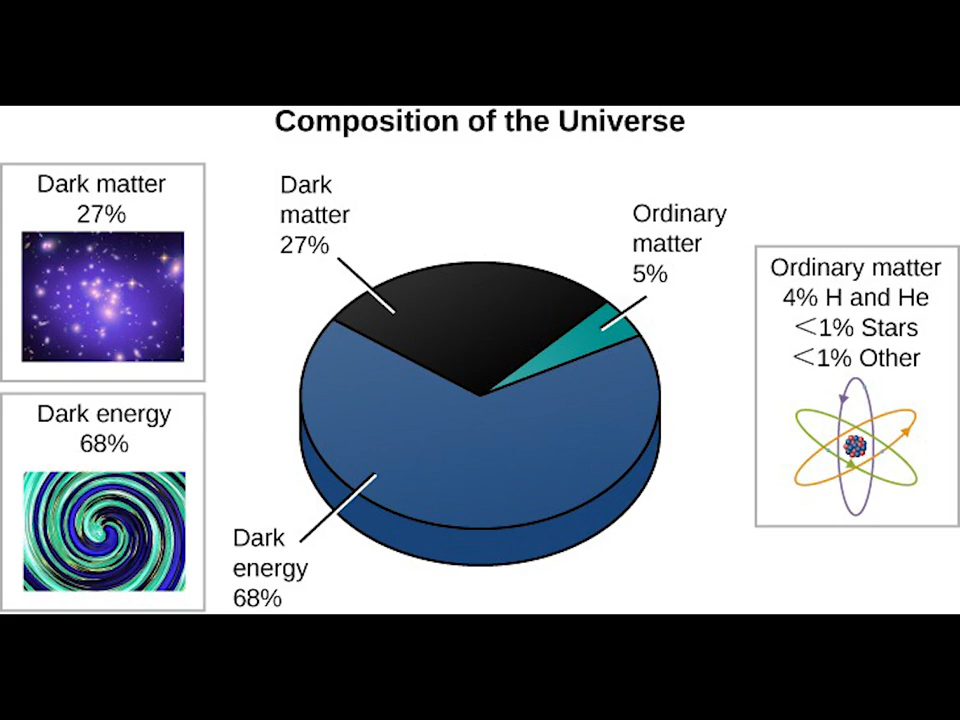 Composition of the Universe
Dark matter
27%
Dark energy
68%
Dark
matter
27%
Ordinary
matter
5%
Dark
energy
68%
Ordinary matter
4% H and He
<1% Stars
<1% Other